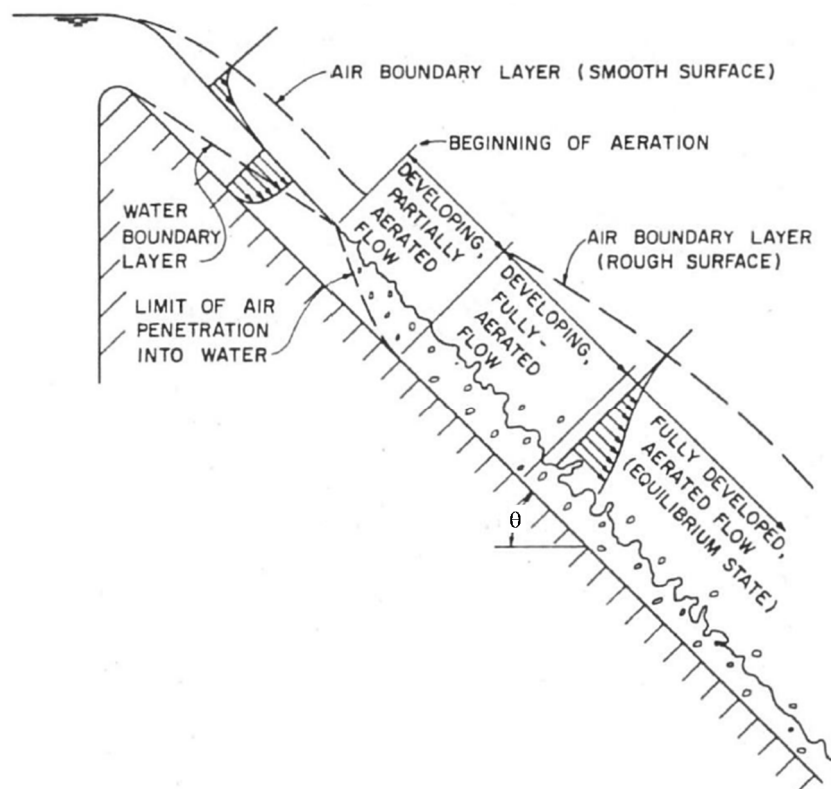 AIR BOUNDARY LAYER (SMOOTH SURFACE)
BEGINNING OF AERATION
DEVELOPING,
PARTIALLY
AERATED
FLOW
WATER
BOUNDARY
LAYER
AIR BOUNDARY LAYER
(ROUGH SURFACE)
DEVELOPING,
FULLY-
AERATED
FLOW
LIMIT OF AIR
PENETRATION
INTO WATER
FULLY DEVELOPED,
AERATED FLOW
(EQUILIBRIUM STATE)
θ